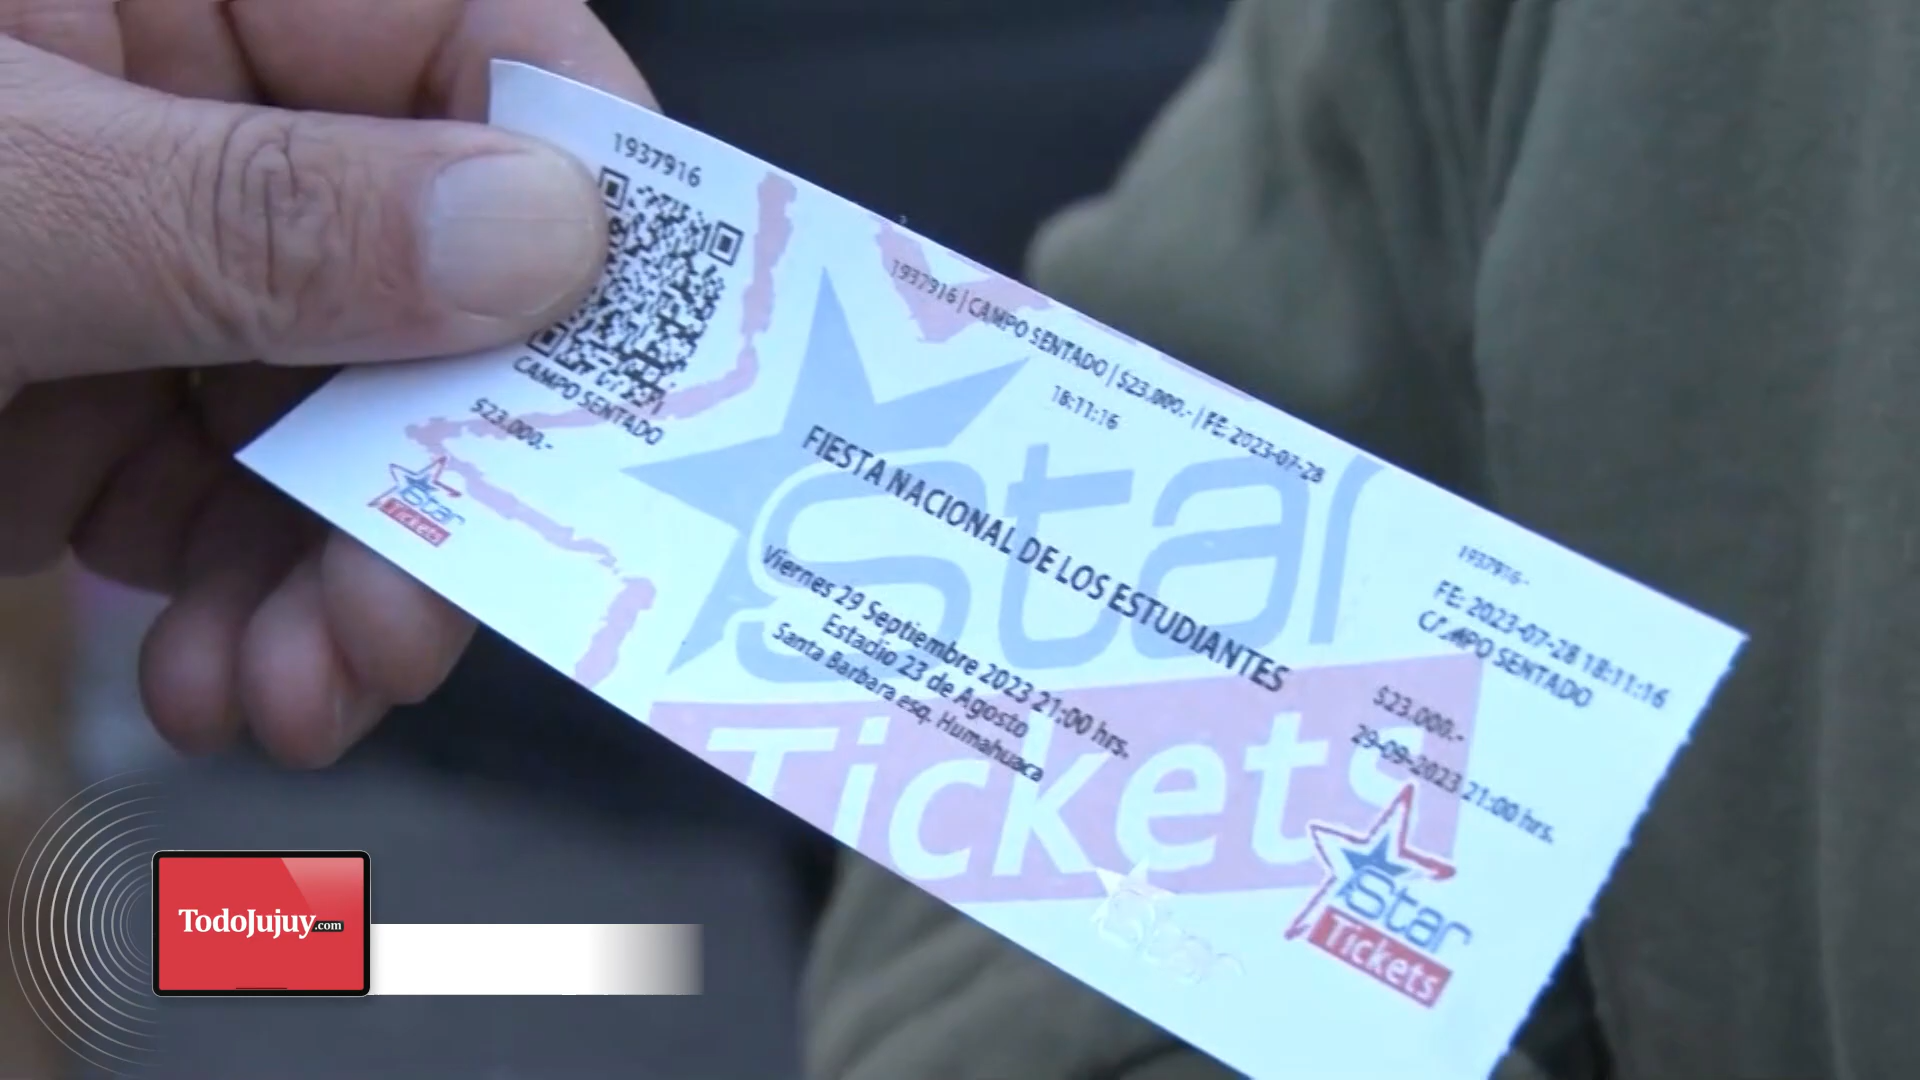 1937916
CAMPO SENTADO
$23.000.-
Star
Tickets
1937916 | CAMPO SENTADO | $23.000.- | FE: 2023-07-28
18:11:16
FIESTA NACIONAL DE LOS ESTUDIANTES
Viernes 29 Septiembre 2023 21:00 hrs.
Estadio 23 de Agosto
Santa Barbara esq. Humahuaca
Star
Tickets
1937916-
FE: 2023-07-28 18:11:16
CAMPO SENTADO
$23.000.-
29-09-2023 21:00 hrs.
Star
Tickets
Star
TodoJujuy.com